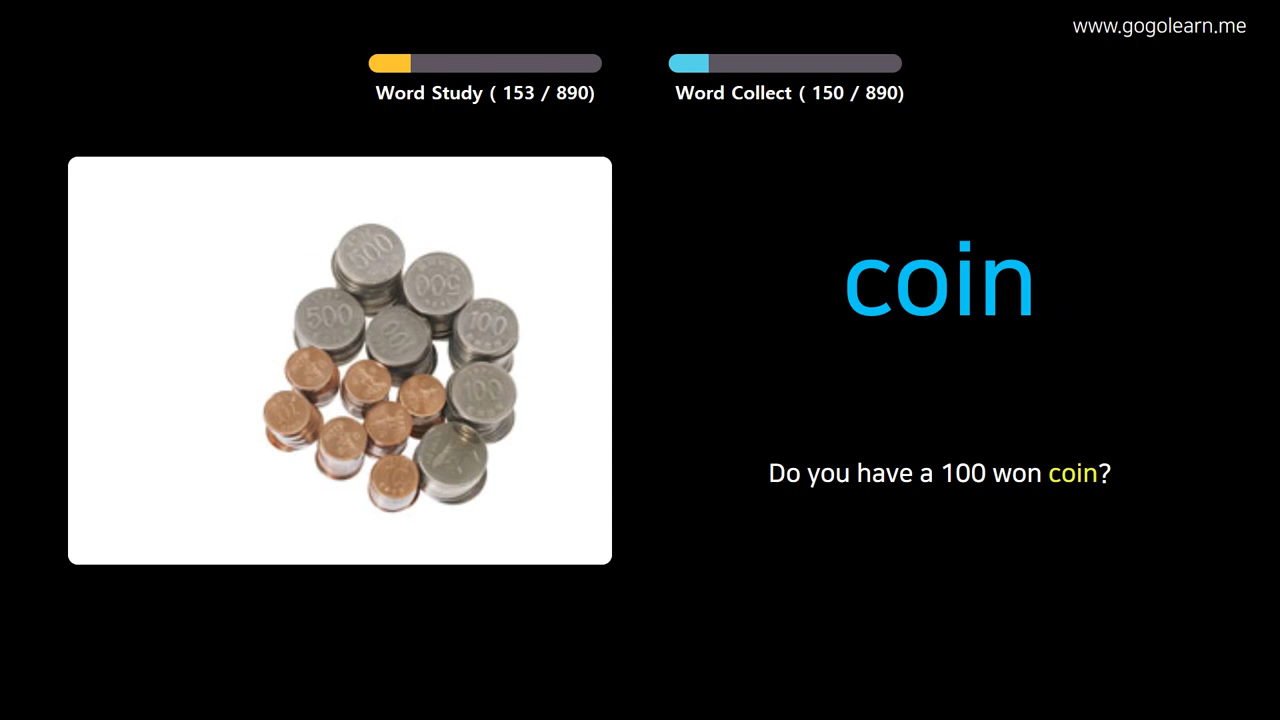 www.gogolearn.me
Word Study ( 153 / 890)
Word Collect ( 150 / 890)
500
500
100
100
coin
Do you have a 100 won coin?